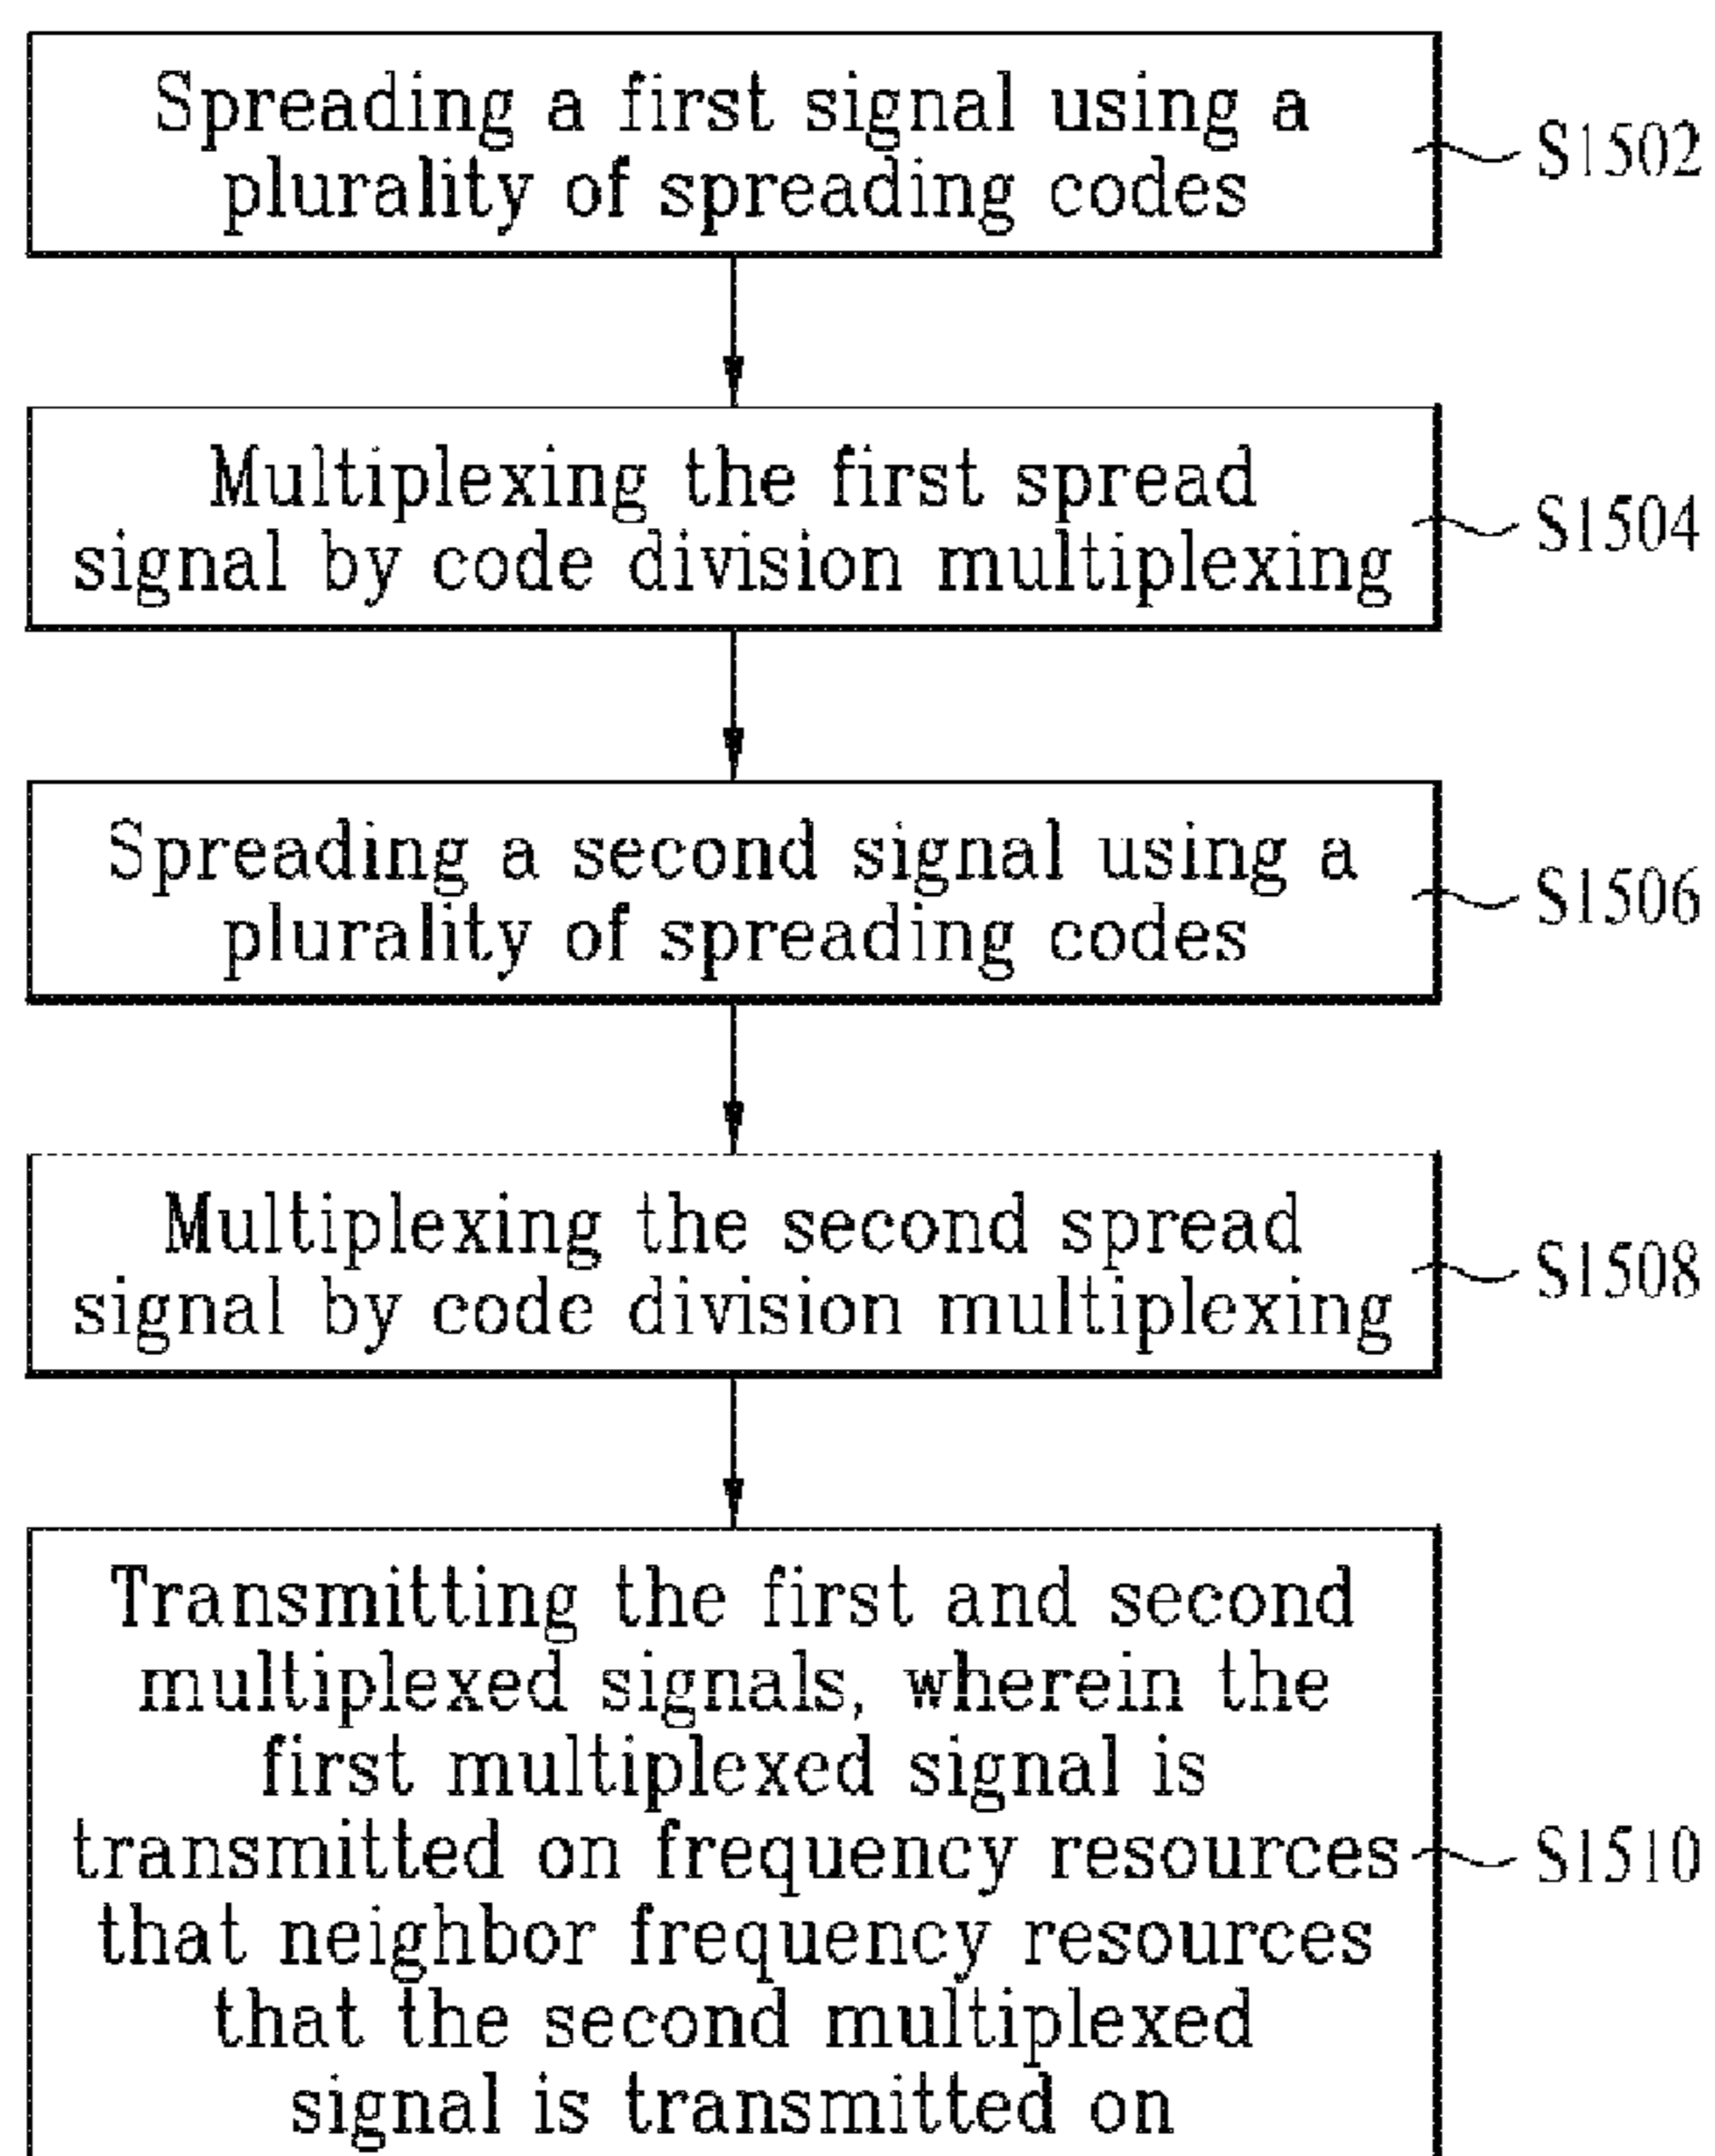 Spreading a first signal using a
plurality of spreading codes
S1502
Multiplexing the first spread
signal by code division multiplexing
S1504
Spreading a second signal using a
plurality of spreading codes
S1506
Multiplexing the second spread
signal by code division multiplexing
S1508
Transmitting the first and second
multiplexed signals, wherein the
first multiplexed signal is
transmitted on frequency resources
that neighbor frequency resources
that the second multiplexed
signal is transmitted on
S1510